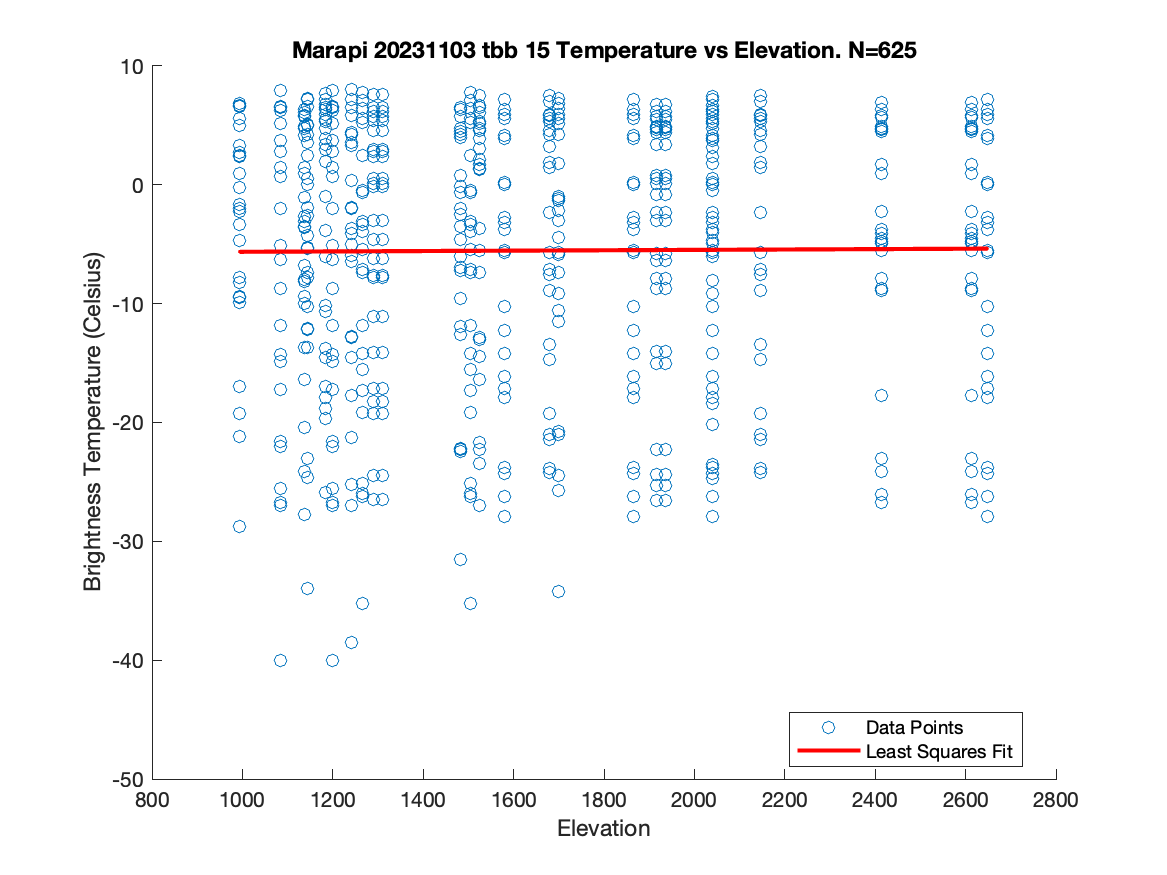 Marapi 20231103 tbb 15 Temperature vs Elevation. N=625
10
0
-10
-20
-30
-40
-50
Brightness Temperature (Celsius)
Data Points
Least Squares Fit
800 1000 1200 1400 1600 1800 2000 2200 2400 2600 2800
Elevation